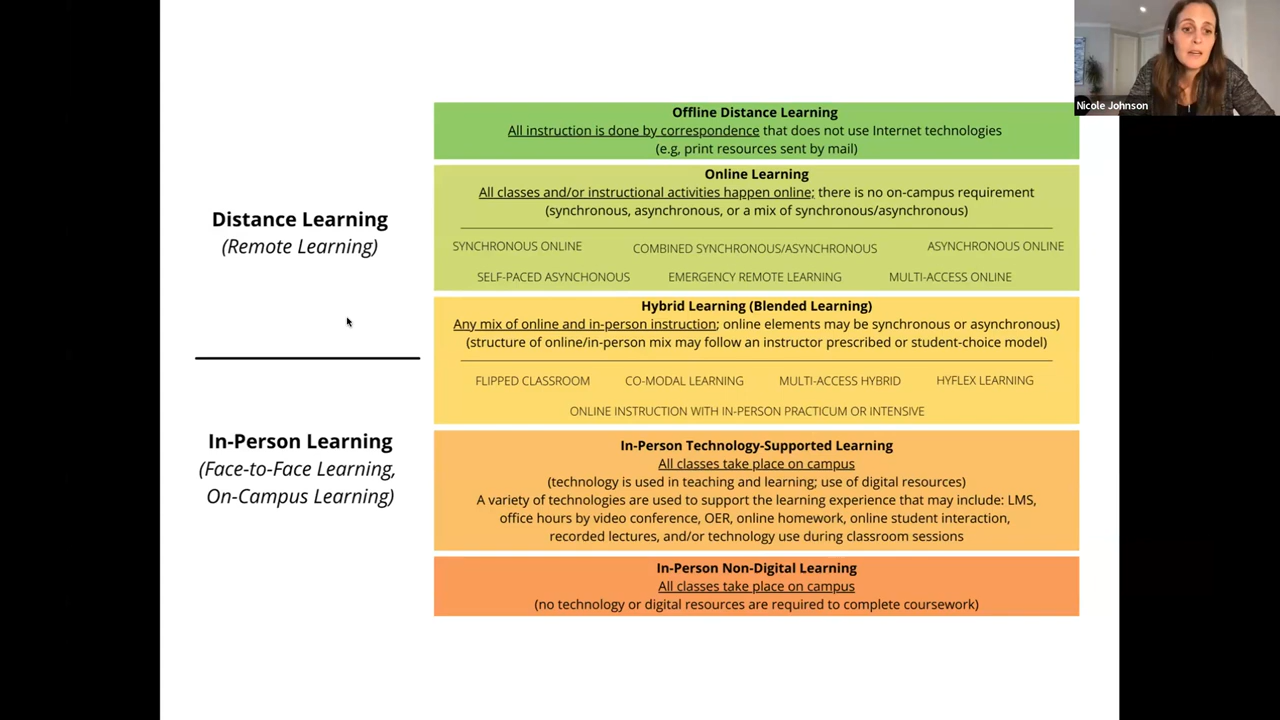 Nicole Johnson
Distance Learning
(Remote Learning)
In-Person Learning
(Face-to-Face Learning,
On-Campus Learning)
Offline Distance Learning
All instruction is done by correspondence that does not use Internet technologies
(e.g, print resources sent by mail)
Online Learning
All classes and/or instructional activities happen online; there is no on-campus requirement
(synchronous, asynchronous, or a mix of synchronous/asynchronous)
SYNCHRONOUS ONLINE COMBINED SYNCHRONOUS/ASYNCHRONOUS ASYNCHRONOUS ONLINE
SELF-PACED ASYNCHONOUS EMERGENCY REMOTE LEARNING MULTI-ACCESS ONLINE
Hybrid Learning (Blended Learning)
Any mix of online and in-person instruction; online elements may be synchronous or asynchronous)
(structure of online/in-person mix may follow an instructor prescribed or student-choice model)
FLIPPED CLASSROOM CO-MODAL LEARNING MULTI-ACCESS HYBRID HYFLEX LEARNING
ONLINE INSTRUCTION WITH IN-PERSON PRACTICUM OR INTENSIVE
In-Person Technology-Supported Learning
All classes take place on campus
(technology is used in teaching and learning; use of digital resources)
A variety of technologies are used to support the learning experience that may include: LMS,
office hours by video conference, OER, online homework, online student interaction,
recorded lectures, and/or technology use during classroom sessions
In-Person Non-Digital Learning
All classes take place on campus
(no technology or digital resources are required to complete coursework)